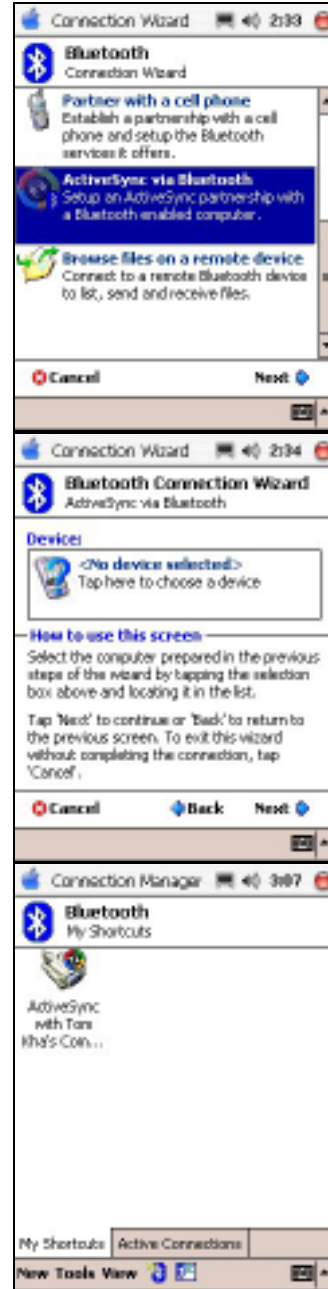 Connection Wizard 2:33
Bluetooth
Connection Wizard
Partner with a cell phone
Establish a partnership with a cell
phone and setup the Bluetooth
services it offers.
ActiveSync via Bluetooth
Setup an ActiveSync partnership with
a Bluetooth enabled computer.
Browse files on a remote device
Connect to a remote Bluetooth device
to list, send and receive files.
Cancel Next
Connection Wizard 2:34
Bluetooth Connection Wizard
ActiveSync via Bluetooth
Device:
<No device selected>
Tap here to choose a device
How to use this screen
Select the computer prepared in the previous
steps of the wizard by tapping the selection
box above and locating it in the list.
Tap 'Next' to continue or 'Back' to return to
the previous screen. To exit this wizard
without completing the connection, tap
'Cancel'.
Cancel Back Next
Connection Manager 3:07
Bluetooth
My Shortcuts
ActiveSync
with Tom
Kha's Com...
My Shortcuts Active Connections
New Tools View